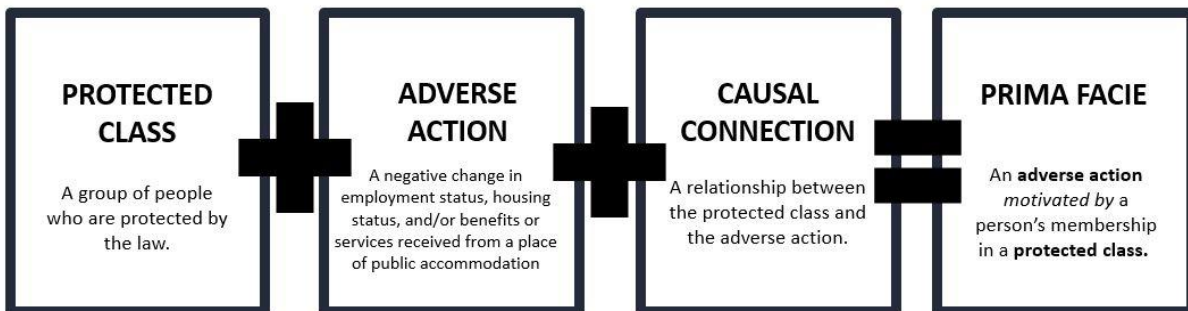 PROTECTED
CLASS
A group of people
who are protected by
the law.
ADVERSE
ACTION
A negative change in
employment status, housing
status, and/or benefits or
services received from a place
of public accommodation
CAUSAL
CONNECTION
A relationship between
the protected class and
the adverse action.
PRIMA FACIE
An adverse action
motivated by a
person's membership
in a protected class.